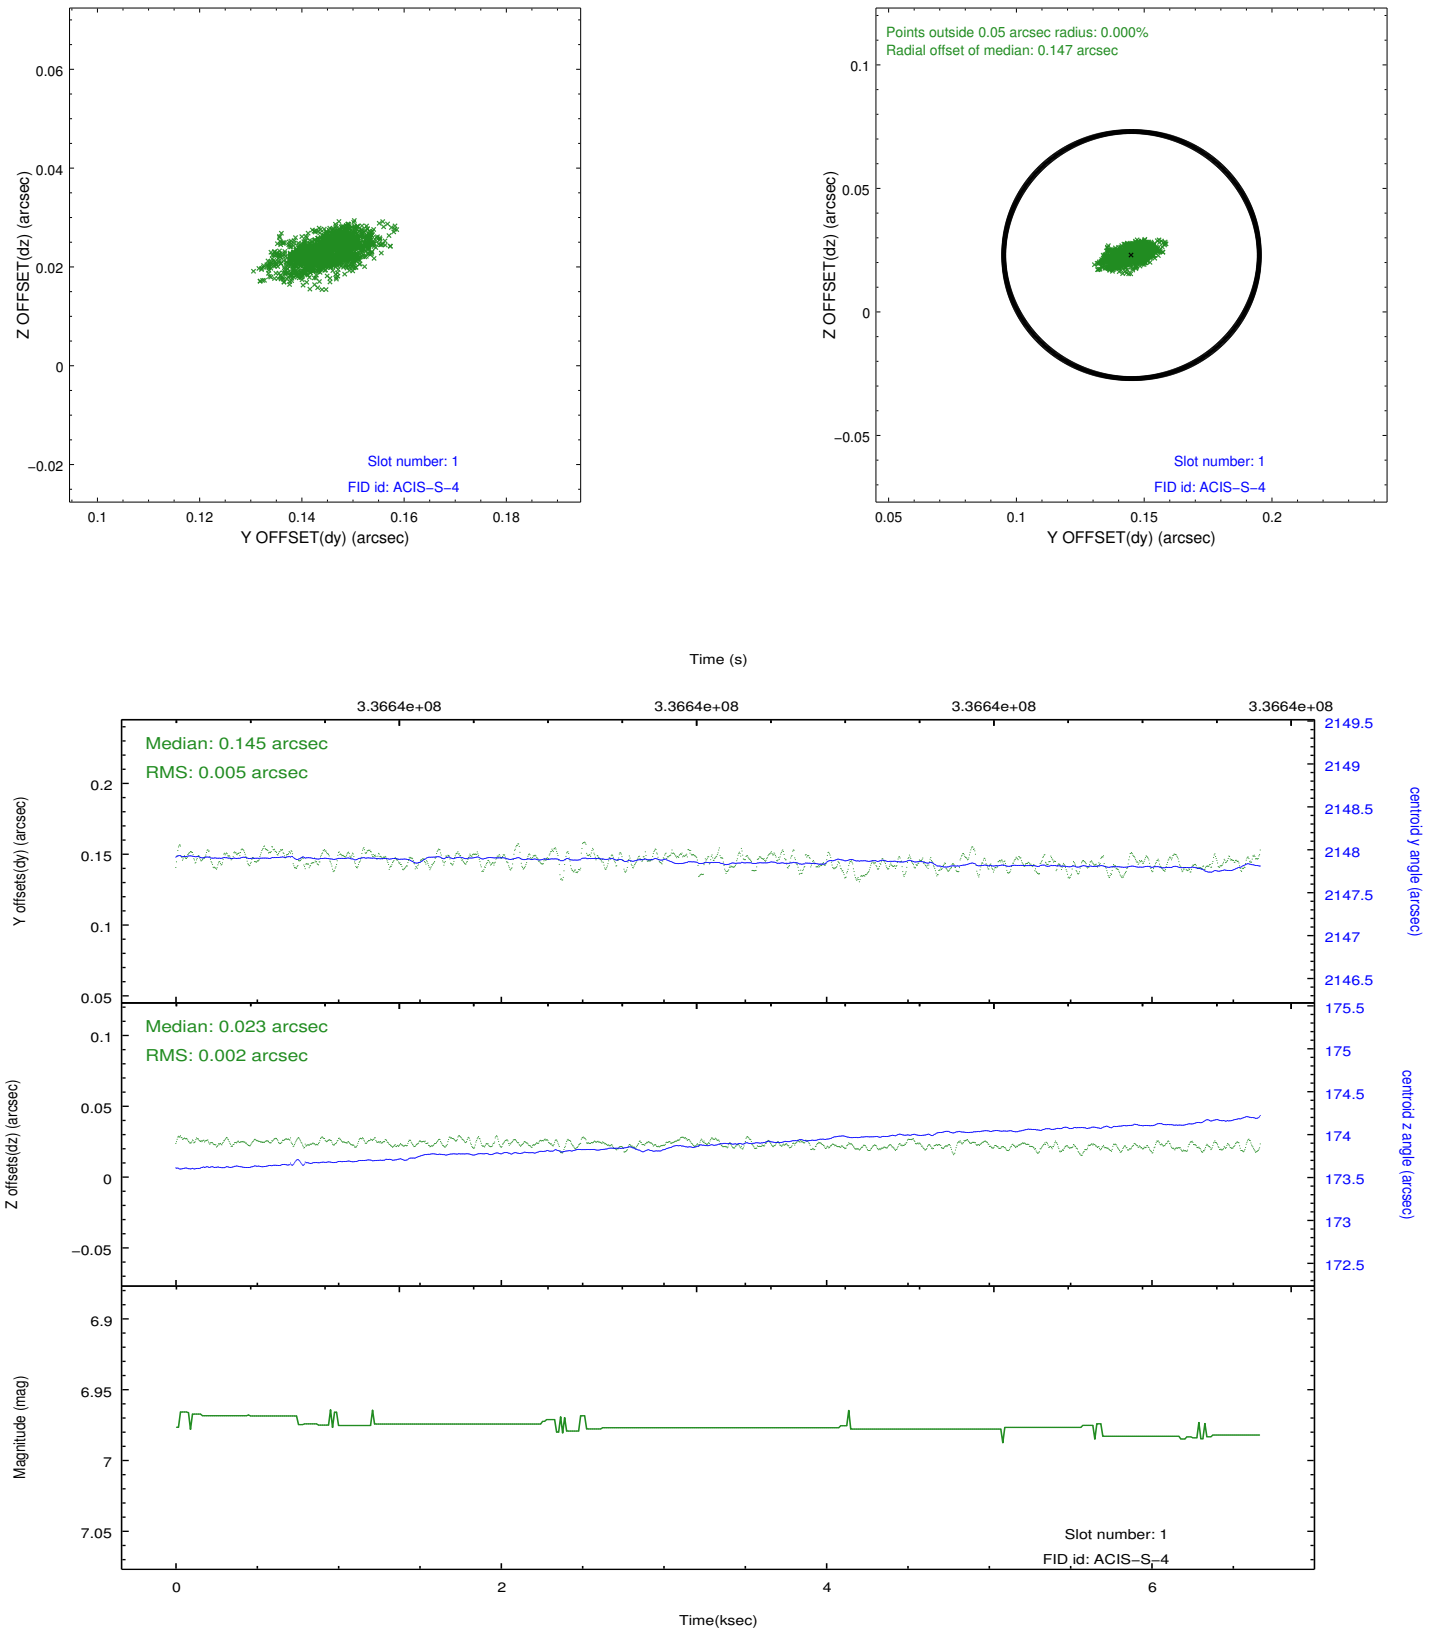 0.06
0.04
0.02
0
−0.02
Z OFFSET(dz) (arcsec)
Slot number: 1
FID id: ACIS−S−4
0.1 0.12 0.14 0.16 0.18
Y OFFSET(dy) (arcsec)
Points outside 0.05 arcsec radius: 0.000%
Radial offset of median: 0.147 arcsec
0.1
0.05
0
−0.05
Z OFFSET(dz) (arcsec)
Slot number: 1
FID id: ACIS−S−4
0.05 0.1 0.15 0.2
Y OFFSET(dy) (arcsec)
Time (s)
3.3664e+08 3.3664e+08 3.3664e+08 3.3664e+08
Median: 0.145 arcsec
RMS: 0.005 arcsec
0.2
0.15
0.1
0.05
Y offsets(dy) (arcsec)
2149.5
2149
2148.5
2148
2147.5
2147
2146.5
centroid y angle (arcsec)
Median: 0.023 arcsec
RMS: 0.002 arcsec
0.1
0.05
0
−0.05
Z offsets(dz) (arcsec)
175.5
175
174.5
174
173.5
173
172.5
centroid z angle (arcsec)
6.9
6.95
7
7.05
Magnitude (mag)
Slot number: 1
FID id: ACIS−S−4
0 2 4 6
Time(ksec)